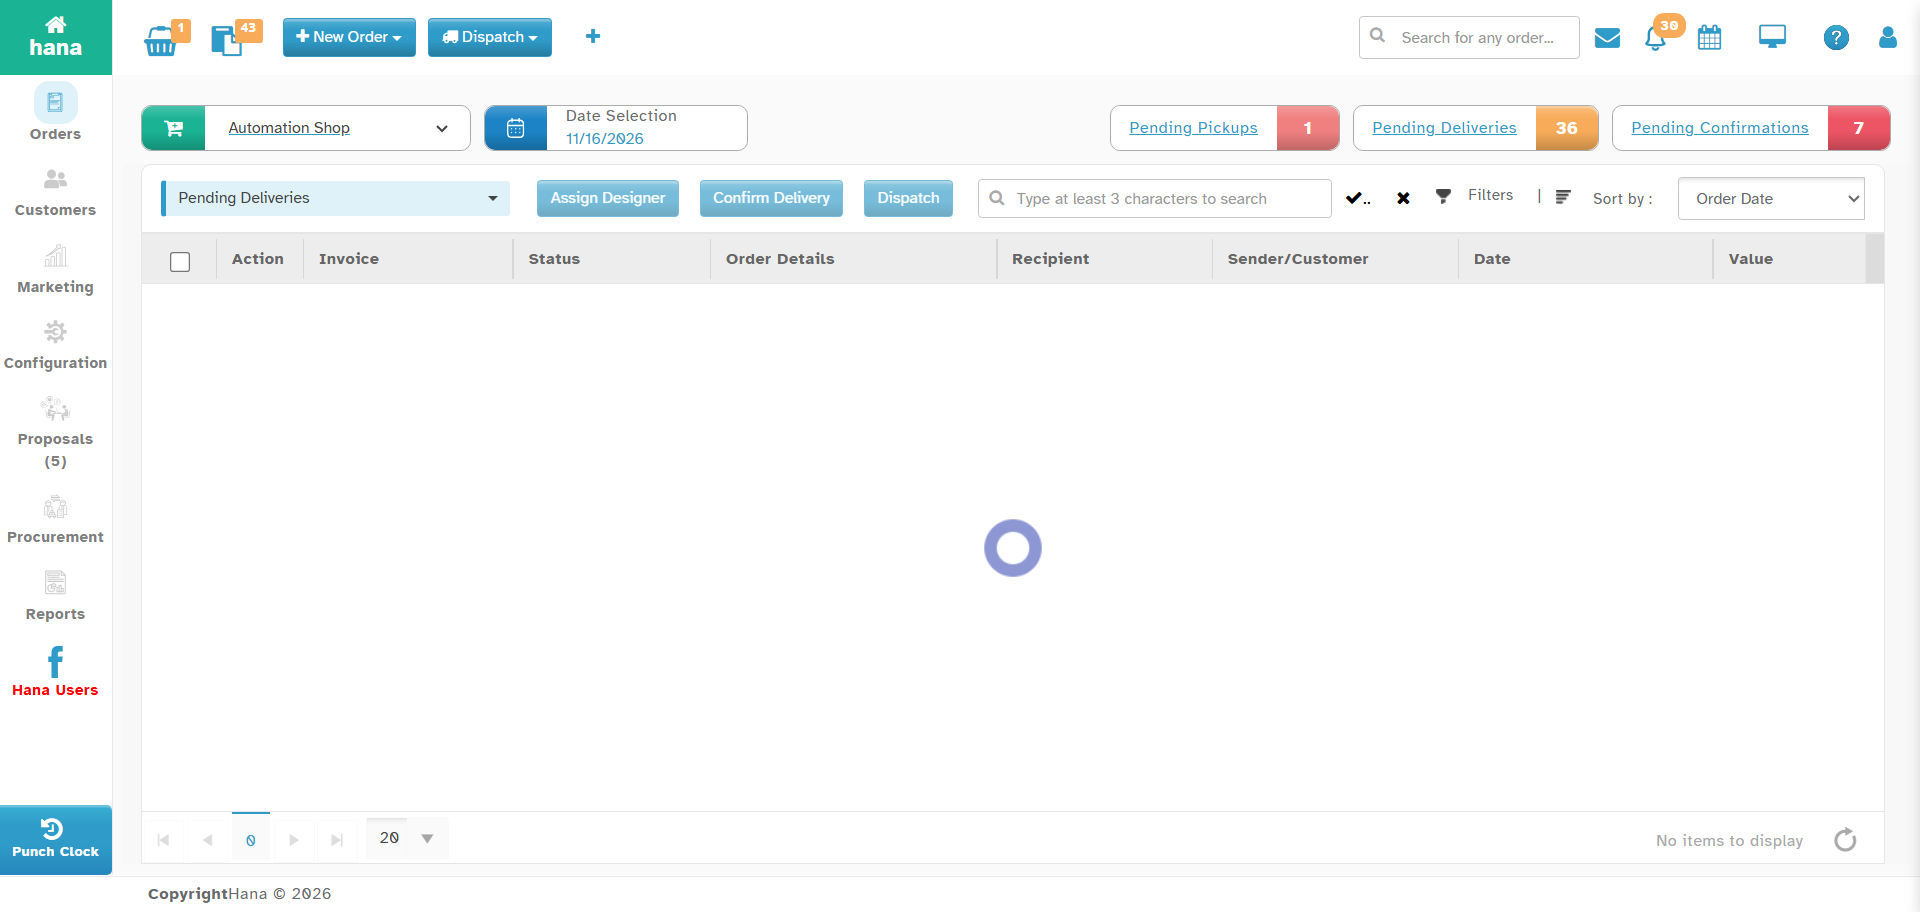 hana
1
43
New Order
Dispatch
Search for any order...
30
Orders
Customers
Marketing
Configuration
Proposals
(5)
Procurement
Reports
Hana Users
Punch Clock
Automation Shop
Date Selection
11/16/2026
Pending Pickups
1
Pending Deliveries
36
Pending Confirmations
7
Pending Deliveries
Assign Designer
Confirm Delivery
Dispatch
Type at least 3 characters to search
..
Filters
|
Sort by :
Order Date
Action
Invoice
Status
Order Details
Recipient
Sender/Customer
Date
Value
0
20
No items to display
CopyrightHana © 2026